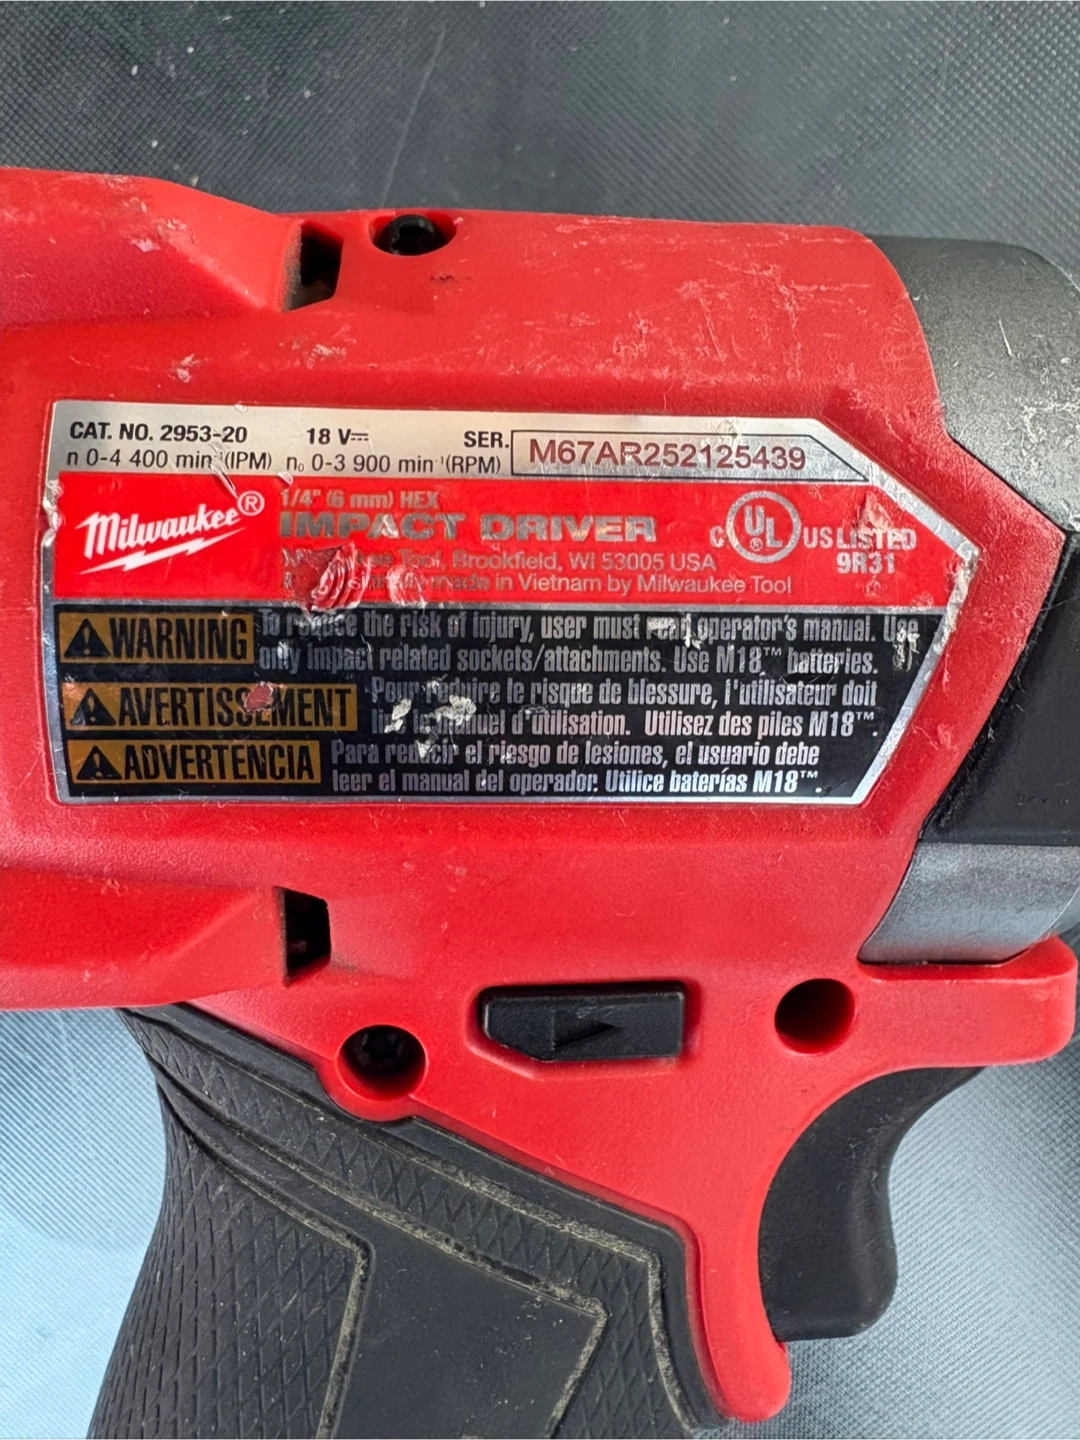 CAT. NO. 2953-20 18 V⎓ SER. M67AR252125439
n 0-4 400 min⁻¹(IPM) n₀ 0-3 900 min⁻¹(RPM)
Milwaukee®
1/4" (6 mm) HEX
IMPACT DRIVER
Tool, Brookfield, WI 53005 USA
made in Vietnam by Milwaukee Tool
C UL® US LISTED
9R31
WARNING To the risk of injury, user must operator's manual. Use
only impact related sockets/attachments. Use M18™ batteries.
AVERTISSEMENT Pour réduire le risque de blessure, l'utilisateur doit
d'utilisation. Utilisez des piles M18™.
ADVERTENCIA Para reducir el riesgo de lesiones, el usuario debe
leer el manual del operador. Utilice baterías M18™.